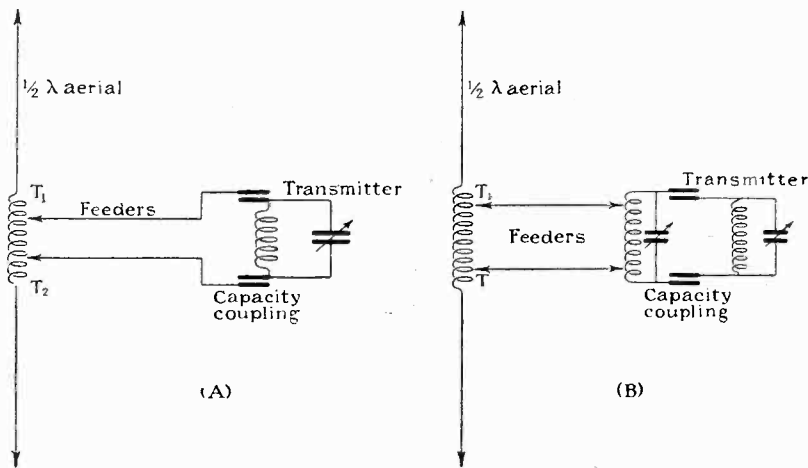 ½ λ aerial
T₁
Feeders
T₂
Transmitter
Capacity
coupling
(A)
½ λ aerial
T₁
Feeders
T
Transmitter
Capacity
coupling
(B)